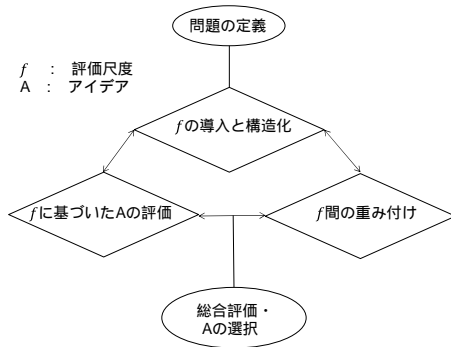 問題の定義
f : 評価尺度
A : アイデア
fの導入と構造化
fに基づいたAの評価
f間の重み付け
総合評価・
Aの選択